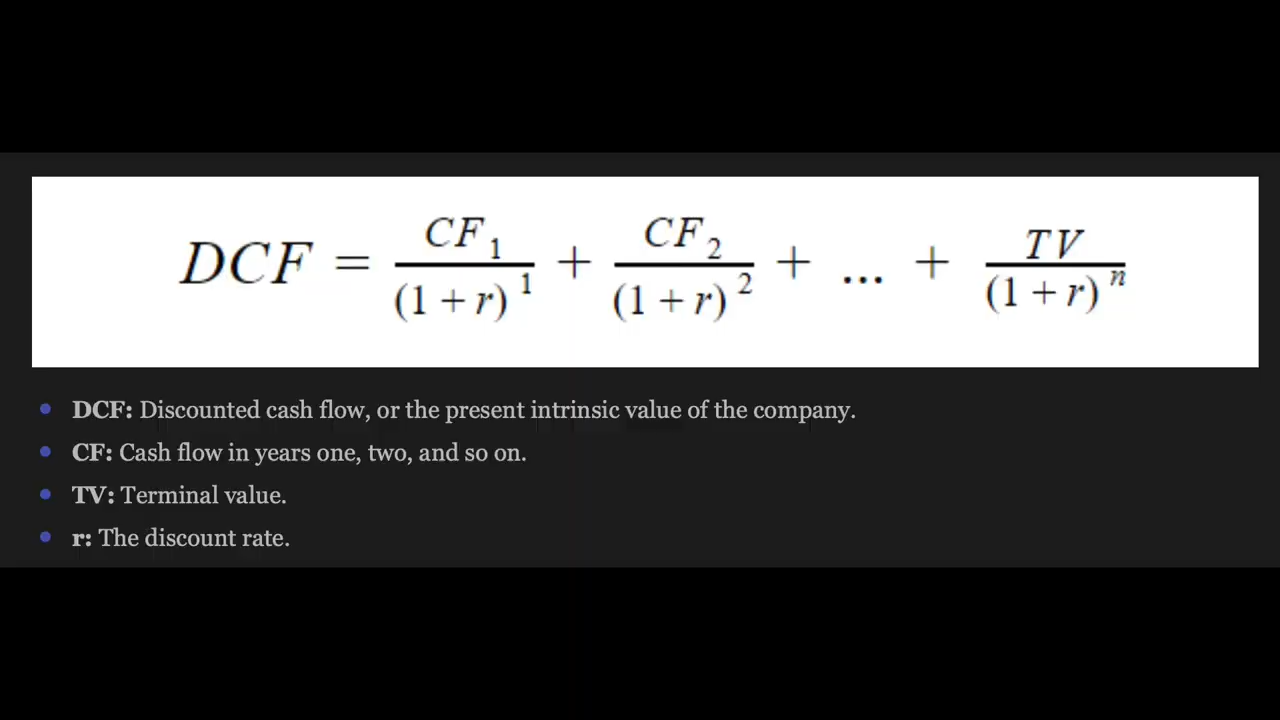 DCF = CF₁/(1 + r)¹ + CF₂/(1 + r)² + ... + TV/(1 + r)ⁿ
DCF: Discounted cash flow, or the present intrinsic value of the company.
CF: Cash flow in years one, two, and so on.
TV: Terminal value.
r: The discount rate.